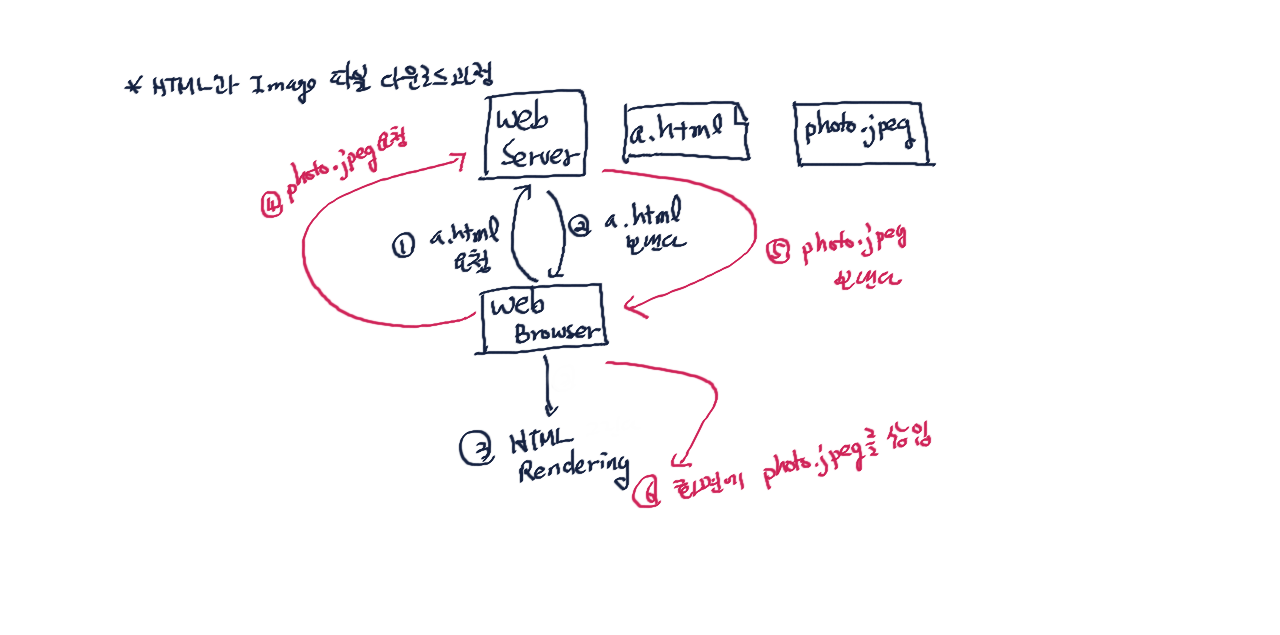 * HTML과 Image 파일 다운로드과정
Web
Server
a.html
photo.jpeg
④ photo.jpeg 요청
① a.html
요청
② a.html
보낸다
⑤ photo.jpeg
보낸다
Web
Browser
③ HTML
Rendering
⑥ 화면에 photo.jpeg를 삽입